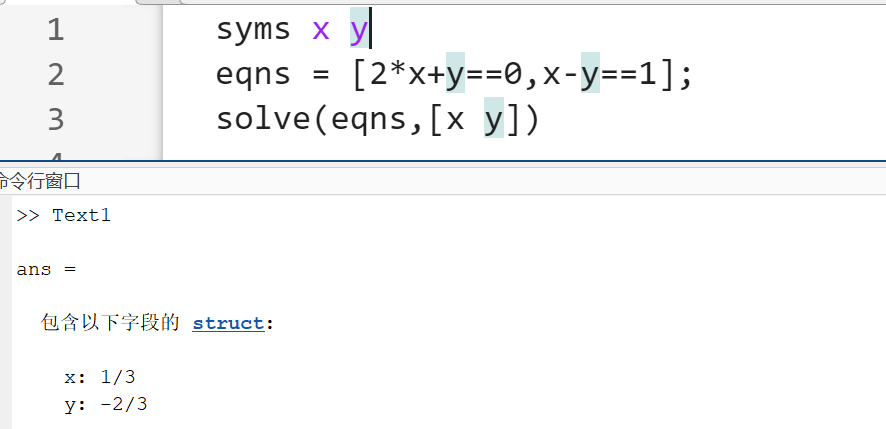 1 syms x y
2 eqns = [2*x+y==0,x-y==1];
3 solve(eqns,[x y])
4
命令行窗口
>> Text1
ans =
包含以下字段的 struct:
x: 1/3
y: -2/3